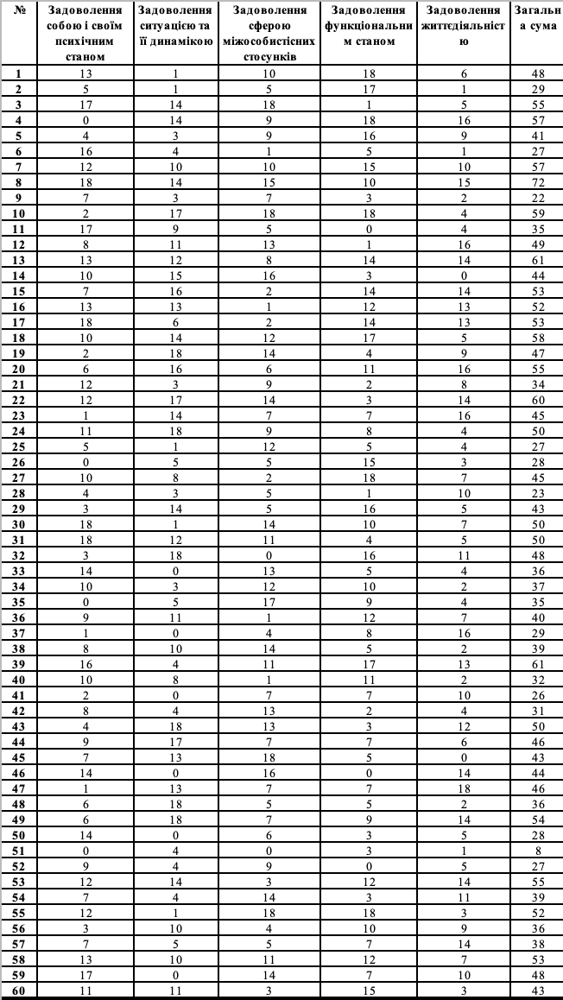 № Задоволення собою і своїм психічним станом Задоволення ситуацією та її динамікою Задоволення сферою міжособистісних стосунків Задоволення функціональни м станом Задоволення життєдіяльніст ю Загальн а сума
1 13 1 10 18 6 48
2 5 1 5 17 1 29
3 17 14 18 1 5 55
4 0 14 9 18 16 57
5 4 3 9 16 9 41
6 16 4 1 5 1 27
7 12 10 10 15 10 57
8 18 14 15 10 15 72
9 7 3 7 3 2 22
10 2 17 18 18 4 59
11 17 9 5 0 4 35
12 8 11 13 1 16 49
13 13 12 8 14 14 61
14 10 15 16 3 0 44
15 7 16 2 14 14 53
16 13 13 1 12 13 52
17 18 6 2 14 13 53
18 10 14 12 17 5 58
19 2 18 14 4 9 47
20 6 16 6 11 16 55
21 12 3 9 2 8 34
22 12 17 14 3 14 60
23 1 14 7 7 16 45
24 11 18 9 8 4 50
25 5 1 12 5 4 27
26 0 5 5 15 3 28
27 10 8 2 18 7 45
28 4 3 5 1 10 23
29 3 14 5 16 5 43
30 18 1 14 10 7 50
31 18 12 11 4 5 50
32 3 18 0 16 11 48
33 14 0 13 5 4 36
34 10 3 12 10 2 37
35 0 5 17 9 4 35
36 9 11 1 12 7 40
37 1 0 4 8 16 29
38 8 10 14 5 2 39
39 16 4 11 17 13 61
40 10 8 1 11 2 32
41 2 0 7 7 10 26
42 8 4 13 2 4 31
43 4 18 13 3 12 50
44 9 17 7 7 6 46
45 7 13 18 5 0 43
46 14 0 16 0 14 44
47 1 13 7 7 18 46
48 6 18 5 5 2 36
49 6 18 7 9 14 54
50 14 0 6 3 5 28
51 0 4 0 3 1 8
52 9 4 9 0 5 27
53 12 14 3 12 14 55
54 7 4 14 3 11 39
55 12 1 18 18 3 52
56 3 10 4 10 9 36
57 7 5 5 7 14 38
58 13 10 11 12 7 53
59 17 0 14 7 10 48
60 11 11 3 15 3 43